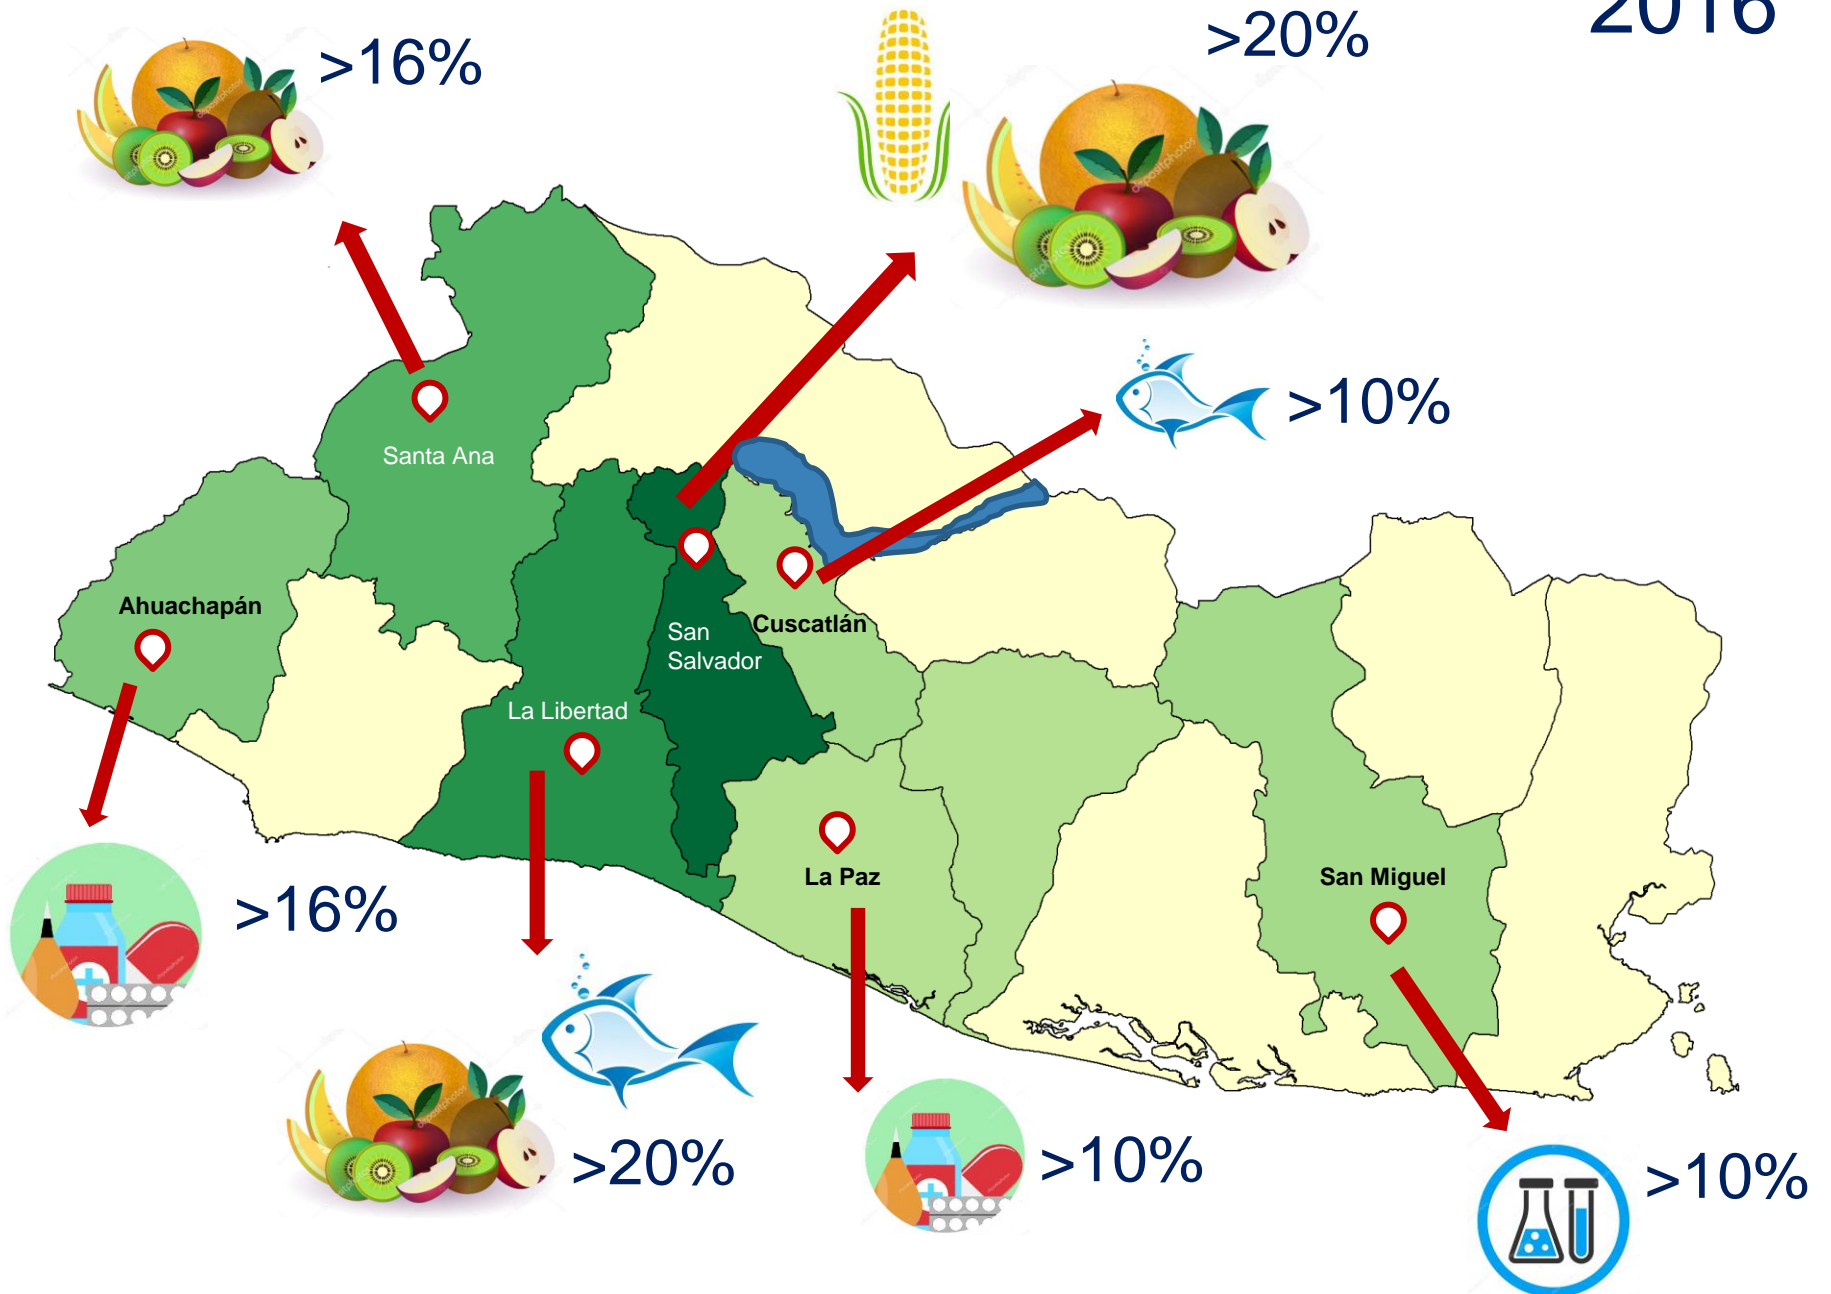 2016
>16%
>20%
>10%
Santa Ana
Ahuachapán
Cuscatlán
San
Salvador
La Libertad
La Paz
San Miguel
>16%
>20%
>10%
>10%